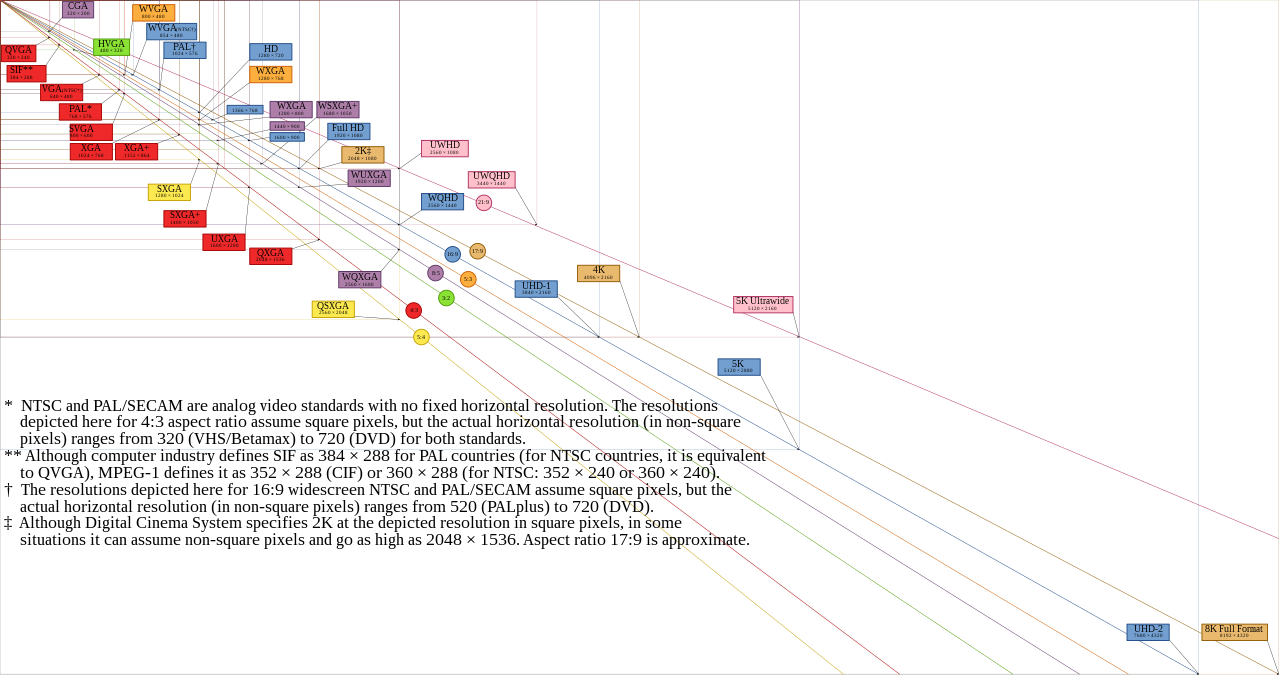 CGA
320 × 200
WVGA
800 × 480
WVGA(NTSC†)
854 × 480
HVGA
480 × 320
PAL†
1024 × 576
HD
1280 × 720
QVGA
320 × 240
SIF**
384 × 288
WXGA
1280 × 768
VGA(NTSC*)
640 × 480
PAL*
768 × 576
1366 × 768
WXGA
1280 × 800
WSXGA+
1680 × 1050
SVGA
800 × 600
1440 × 900
1600 × 900
Full HD
1920 × 1080
XGA
1024 × 768
XGA+
1152 × 864
2K‡
2048 × 1080
UWHD
2560 × 1080
WUXGA
1920 × 1200
UWQHD
3440 × 1440
SXGA
1280 × 1024
WQHD
2560 × 1440
21:9
SXGA+
1400 × 1050
UXGA
1600 × 1200
QXGA
2048 × 1536
16:9
17:9
WQXGA
2560 × 1600
8:5
5:3
4K
4096 × 2160
UHD-1
3840 × 2160
3:2
QSXGA
2560 × 2048
4:3
5K Ultrawide
5120 × 2160
5:4
5K
5120 × 2880
* NTSC and PAL/SECAM are analog video standards with no fixed horizontal resolution. The resolutions
depicted here for 4:3 aspect ratio assume square pixels, but the actual horizontal resolution (in non-square
pixels) ranges from 320 (VHS/Betamax) to 720 (DVD) for both standards.
** Although computer industry defines SIF as 384 × 288 for PAL countries (for NTSC countries, it is equivalent
to QVGA), MPEG-1 defines it as 352 × 288 (CIF) or 360 × 288 (for NTSC: 352 × 240 or 360 × 240).
† The resolutions depicted here for 16:9 widescreen NTSC and PAL/SECAM assume square pixels, but the
actual horizontal resolution (in non-square pixels) ranges from 520 (PALplus) to 720 (DVD).
‡ Although Digital Cinema System specifies 2K at the depicted resolution in square pixels, in some
situations it can assume non-square pixels and go as high as 2048 × 1536. Aspect ratio 17:9 is approximate.
UHD-2
7680 × 4320
8K Full Format
8192 × 4320